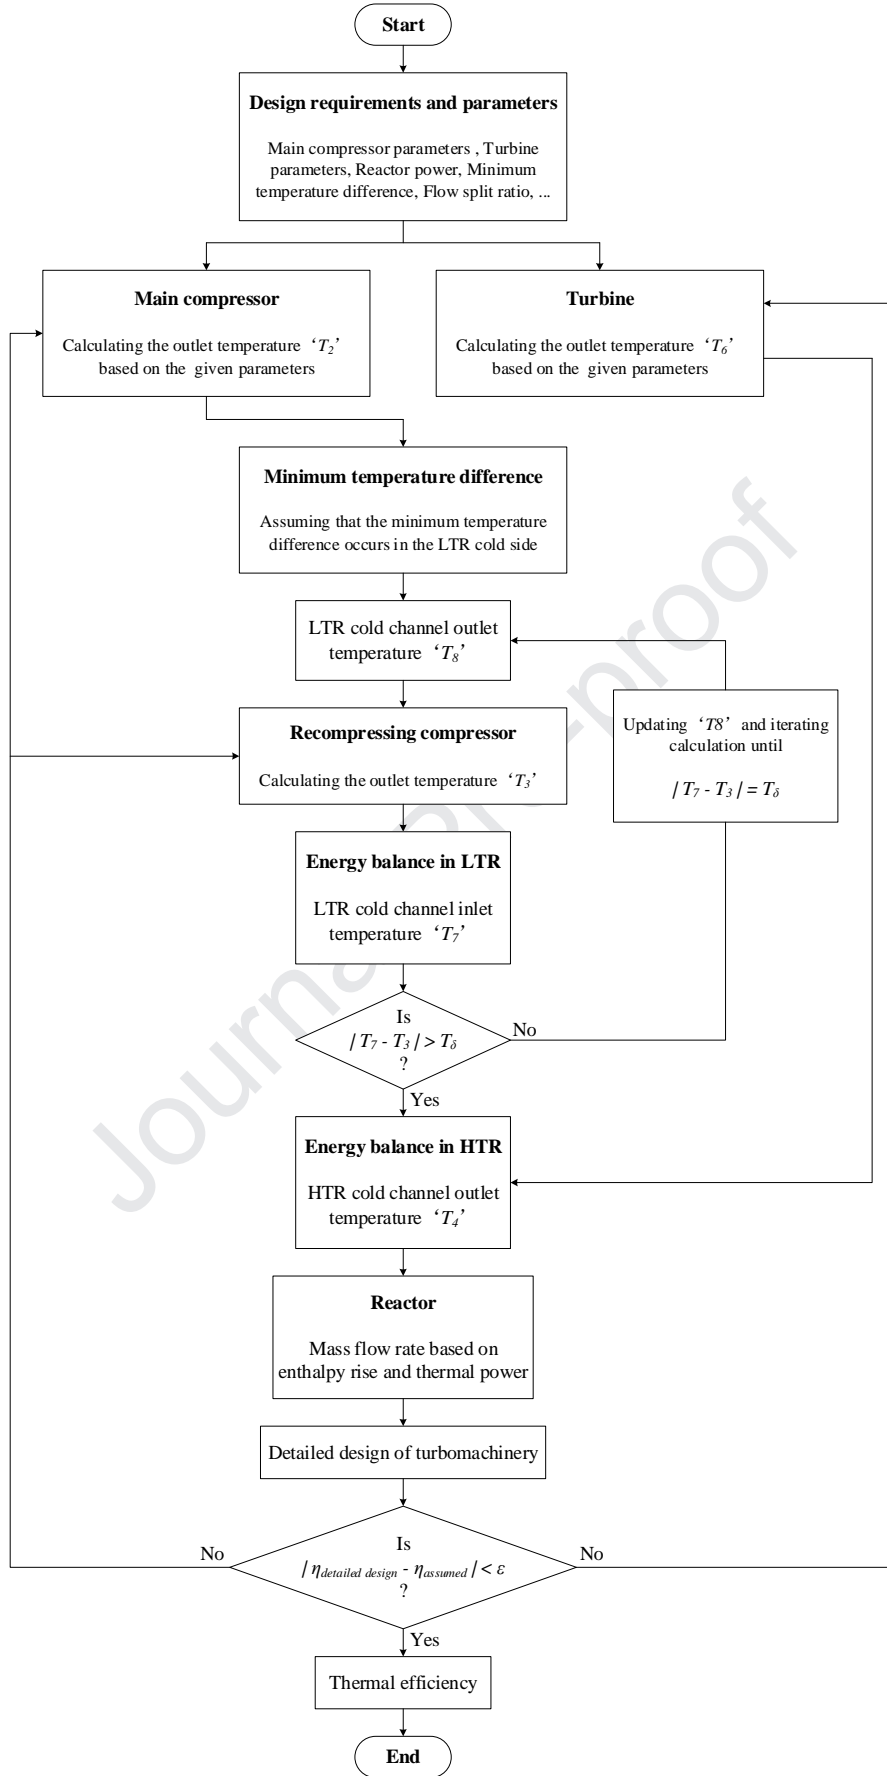 Start
Design requirements and parameters
Main compressor parameters , Turbine
parameters, Reactor power, Minimum
temperature difference, Flow split ratio, ...
Main compressor
Calculating the outlet temperature ‘T₂’
based on the given parameters
Turbine
Calculating the outlet temperature ‘T₆’
based on the given parameters
Minimum temperature difference
Assuming that the minimum temperature
difference occurs in the LTR cold side
LTR cold channel outlet
temperature ‘T₈’
Updating ‘T8’ and iterating
calculation until
| T₇ - T₃ | = T_δ
Recompressing compressor
Calculating the outlet temperature ‘T₃’
Energy balance in LTR
LTR cold channel inlet
temperature ‘T₇’
Is
| T₇ - T₃ | > T_δ
?
No
Yes
Energy balance in HTR
HTR cold channel outlet
temperature ‘T₄’
Reactor
Mass flow rate based on
enthalpy rise and thermal power
Detailed design of turbomachinery
No
Is
| η_detailed design - η_assumed | < ε
?
No
Yes
Thermal efficiency
End
Journal Pre-proof